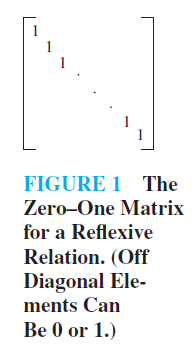 1
1
1
.
.
.
1
1
FIGURE 1 The
Zero–One Matrix
for a Reflexive
Relation. (Off
Diagonal Ele-
ments Can
Be 0 or 1.)